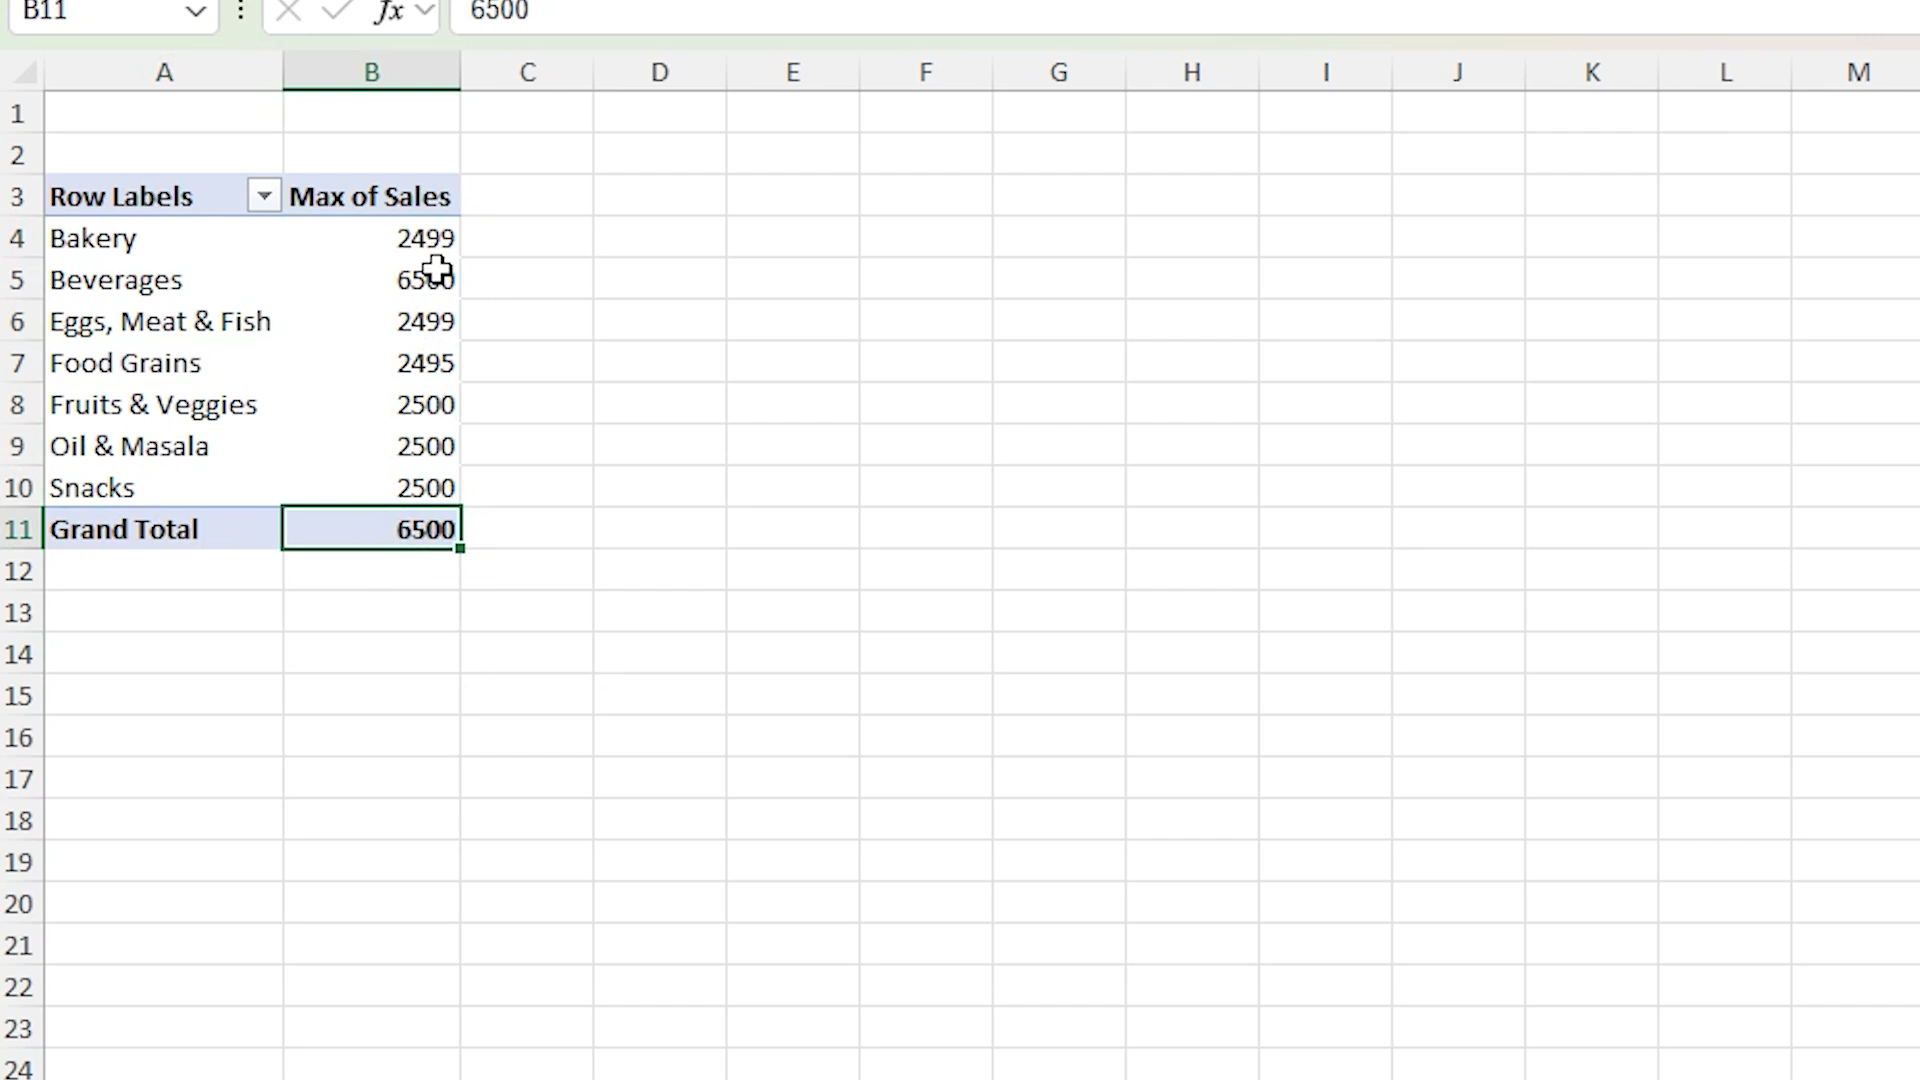 B11 fx 6500
A B C D E F G H I J K L M
1
2
3 Row Labels Max of Sales
4 Bakery 2499
5 Beverages 6500
6 Eggs, Meat & Fish 2499
7 Food Grains 2495
8 Fruits & Veggies 2500
9 Oil & Masala 2500
10 Snacks 2500
11 Grand Total 6500
12
13
14
15
16
17
18
19
20
21
22
23
24